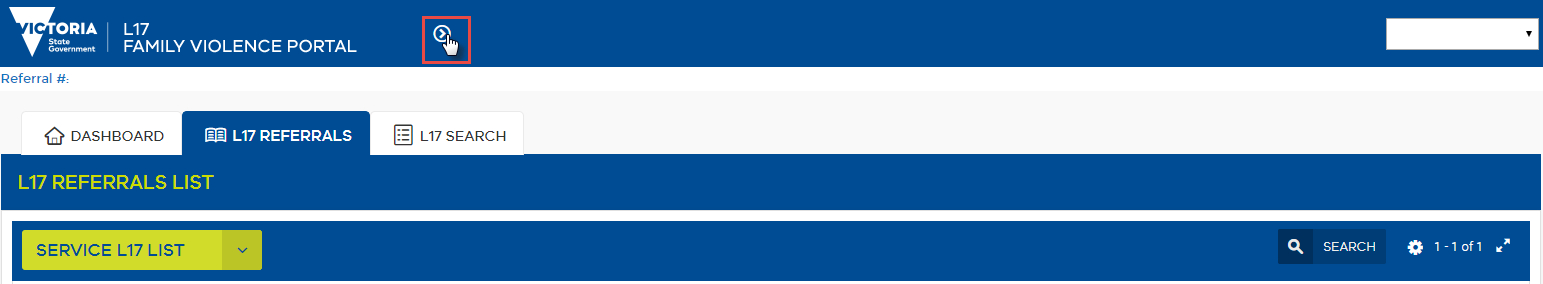 VICTORIA
State
Government
L17
FAMILY VIOLENCE PORTAL
Referral #:
DASHBOARD
L17 REFERRALS
L17 SEARCH
L17 REFERRALS LIST
SERVICE L17 LIST
SEARCH
1 - 1 of 1